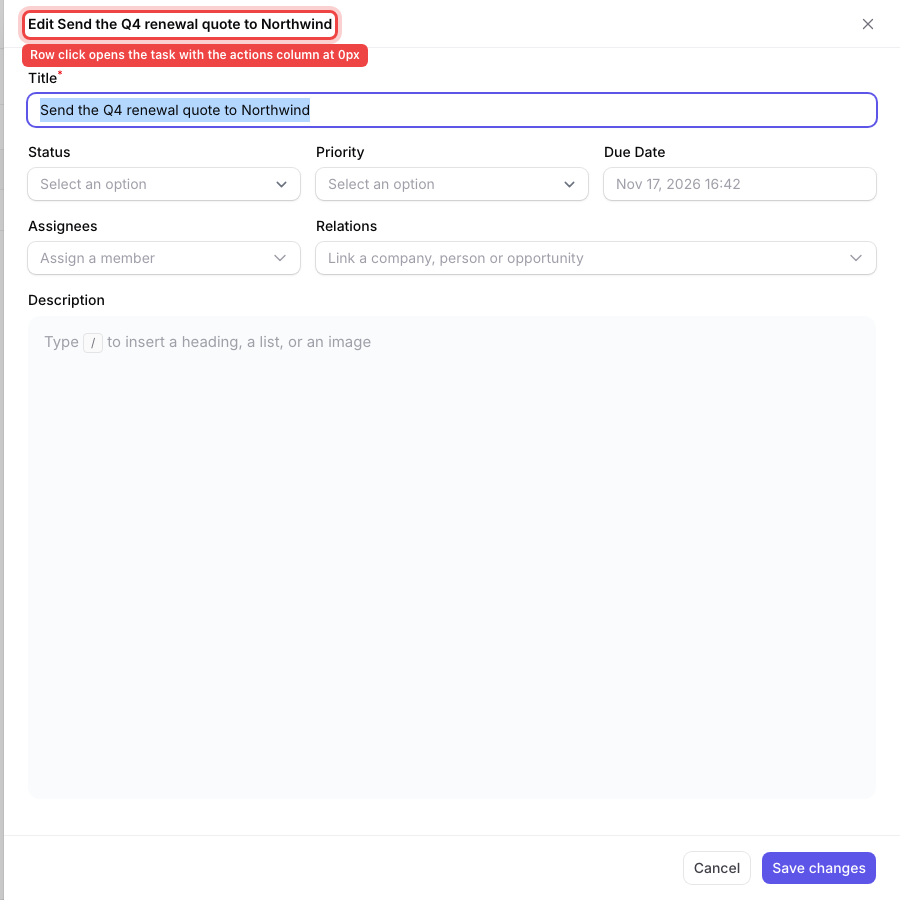 Edit Send the Q4 renewal quote to Northwind
Row click opens the task with the actions column at 0px
Title*
Send the Q4 renewal quote to Northwind
Status Priority Due Date
Select an option Select an option Nov 17, 2026 16:42
Assignees Relations
Assign a member Link a company, person or opportunity
Description
Type / to insert a heading, a list, or an image
Cancel Save changes